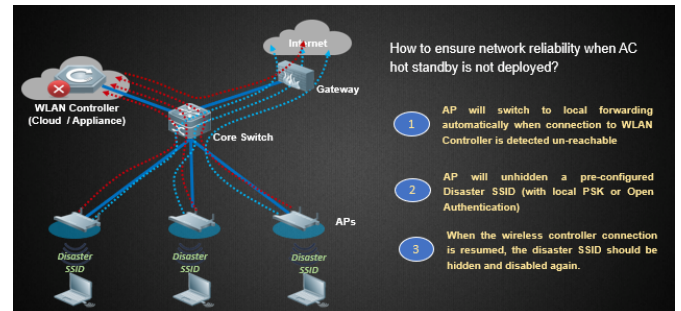 Internet
How to ensure network reliability when AC
hot standby is not deployed?
WLAN Controller
(Cloud / Appliance)
Gateway
Core Switch
1
AP will switch to local forwarding
automatically when connection to WLAN
Controller is detected un-reachable
2
AP will unhidden a pre-configured
Disaster SSID (with local PSK or Open
Authentication)
APs
3
When the wireless controller connection
is resumed, the disaster SSID should be
hidden and disabled again.
Disaster
SSID
Disaster
SSID
Disaster
SSID